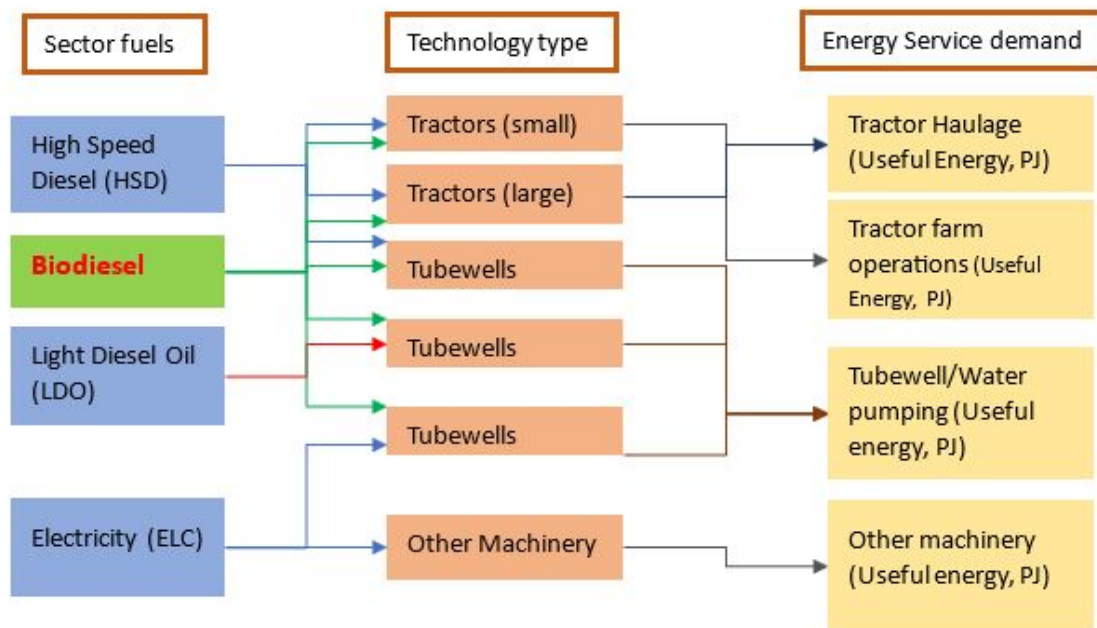 Sector fuels
Technology type
Energy Service demand
High Speed
Diesel (HSD)
Biodiesel
Light Diesel Oil
(LDO)
Electricity (ELC)
Tractors (small)
Tractors (large)
Tubewells
Tubewells
Tubewells
Other Machinery
Tractor Haulage
(Useful Energy, PJ)
Tractor farm
operations (Useful
Energy, PJ)
Tubewell/Water
pumping (Useful
energy, PJ)
Other machinery
(Useful energy, PJ)